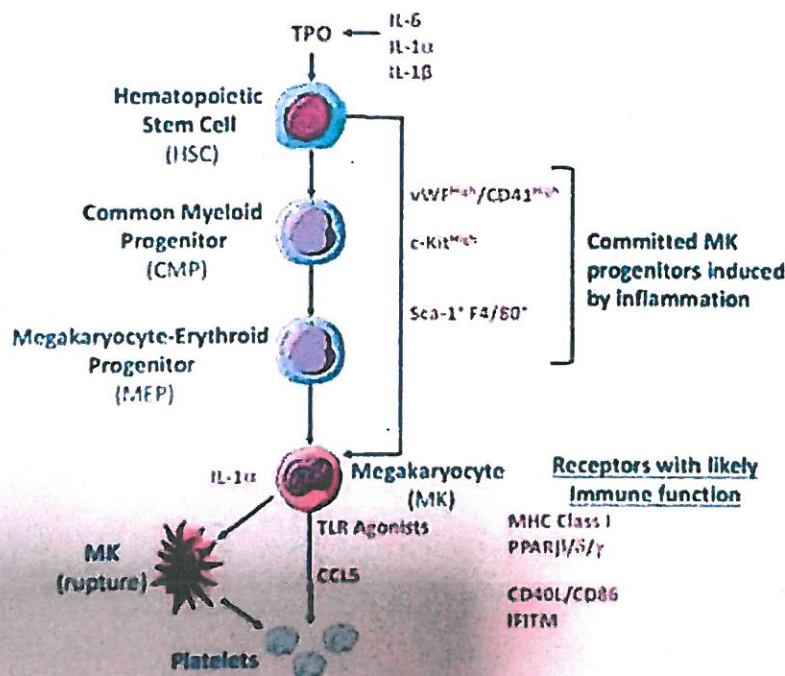 TPO
IL-6
IL-1α
IL-1β
Hematopoietic
Stem Cell
(HSC)
Common Myeloid
Progenitor
(CMP)
vWF^High/CD41^High
c-Kit^High
Sca-1⁺ F4/80⁺
Committed MK
progenitors induced
by inflammation
Megakaryocyte-Erythroid
Progenitor
(MEP)
IL-1α
Megakaryocyte
(MK)
TLR Agonists
CCL5
MK
(rupture)
Platelets
Receptors with likely
Immune function
MHC Class I
PPARβ/δ/γ
CD40L/CD86
IFITM